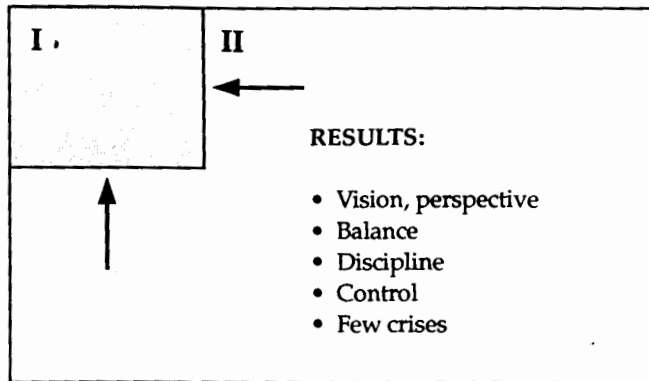 I II
RESULTS:
• Vision, perspective
• Balance
• Discipline
• Control
• Few crises